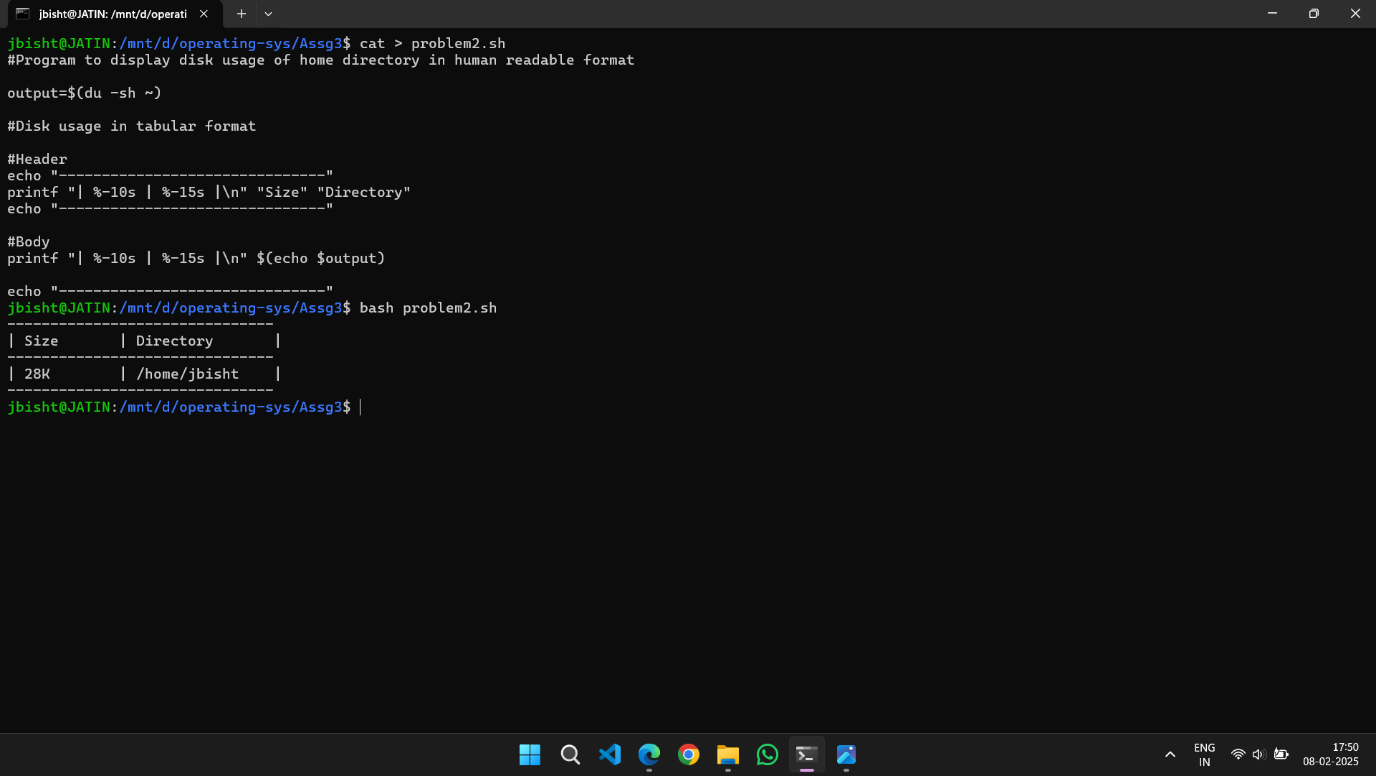 jbisht@JATIN: /mnt/d/operati
jbisht@JATIN:/mnt/d/operating-sys/Assg3$ cat > problem2.sh
#Program to display disk usage of home directory in human readable format
output=$(du -sh ~)
#Disk usage in tabular format
#Header
echo "-------------------------------"
printf "| %-10s | %-15s |\n" "Size" "Directory"
echo "-------------------------------"
#Body
printf "| %-10s | %-15s |\n" $(echo $output)
echo "-------------------------------"
jbisht@JATIN:/mnt/d/operating-sys/Assg3$ bash problem2.sh
-------------------------------
| Size       | Directory       |
-------------------------------
| 28K        | /home/jbisht    |
-------------------------------
jbisht@JATIN:/mnt/d/operating-sys/Assg3$
ENG
IN
17:50
08-02-2025